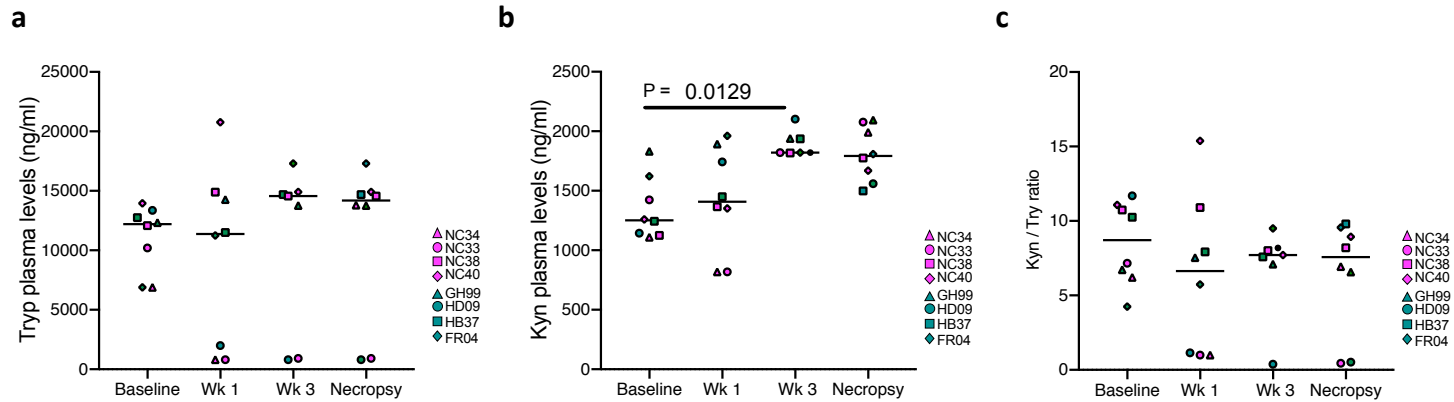 a
Tryp plasma levels (ng/ml)
25000
20000
15000
10000
5000
0
Baseline Wk 1 Wk 3 Necropsy
NC34
NC33
NC38
NC40
GH99
HD09
HB37
FR04
b
Kyn plasma levels (ng/ml)
2500
2000
1500
1000
500
0
P = 0.0129
Baseline Wk 1 Wk 3 Necropsy
NC34
NC33
NC38
NC40
GH99
HD09
HB37
FR04
c
Kyn / Try ratio
20
15
10
5
0
Baseline Wk 1 Wk 3 Necropsy
NC34
NC33
NC38
NC40
GH99
HD09
HB37
FR04